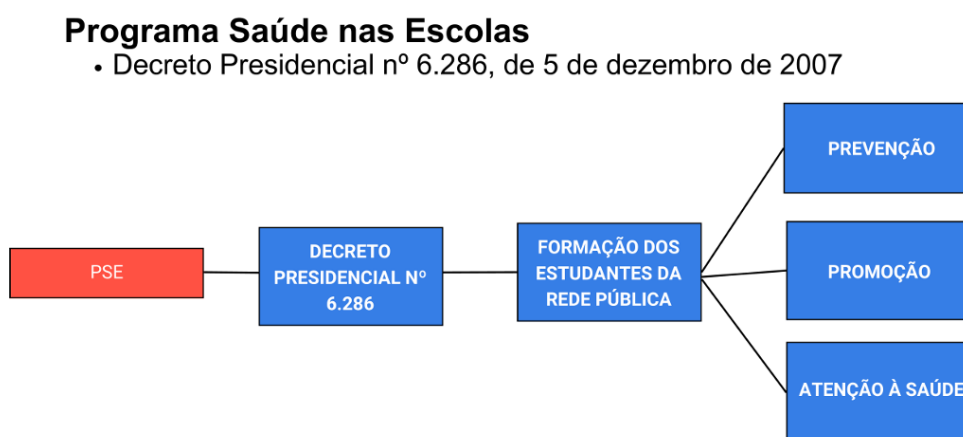 Programa Saúde nas Escolas
• Decreto Presidencial nº 6.286, de 5 de dezembro de 2007
PSE
DECRETO
PRESIDENCIAL Nº
6.286
FORMAÇÃO DOS
ESTUDANTES DA
REDE PÚBLICA
PREVENÇÃO
PROMOÇÃO
ATENÇÃO À SAÚDE